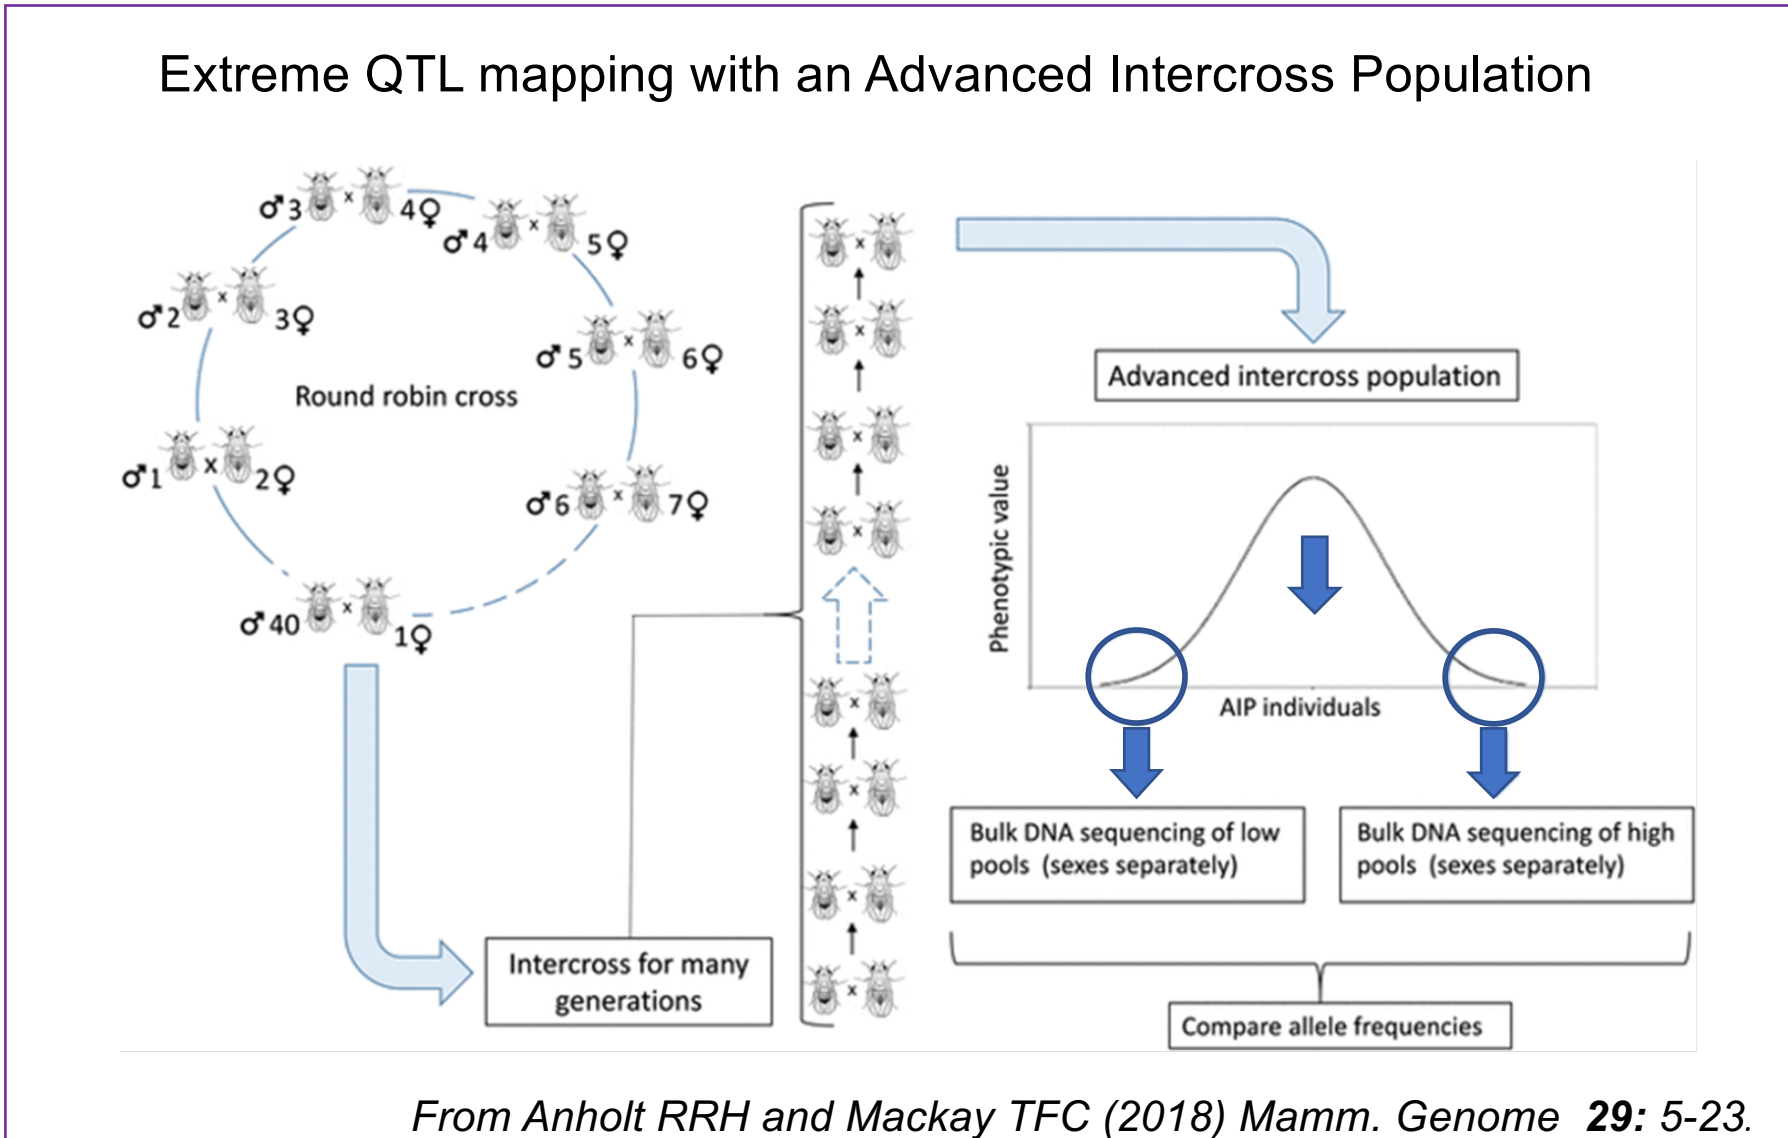 Extreme QTL mapping with an Advanced Intercross Population
♂3 x 4♀
♂4 x 5♀
♂2 x 3♀
♂5 x 6♀
Round robin cross
♂1 x 2♀
♂6 x 7♀
♂40 x 1♀
Intercross for many
generations
x
x
x
x
x
x
x
x
Advanced intercross population
Phenotypic value
AIP individuals
Bulk DNA sequencing of low
pools (sexes separately)
Bulk DNA sequencing of high
pools (sexes separately)
Compare allele frequencies
From Anholt RRH and Mackay TFC (2018) Mamm. Genome 29: 5-23.